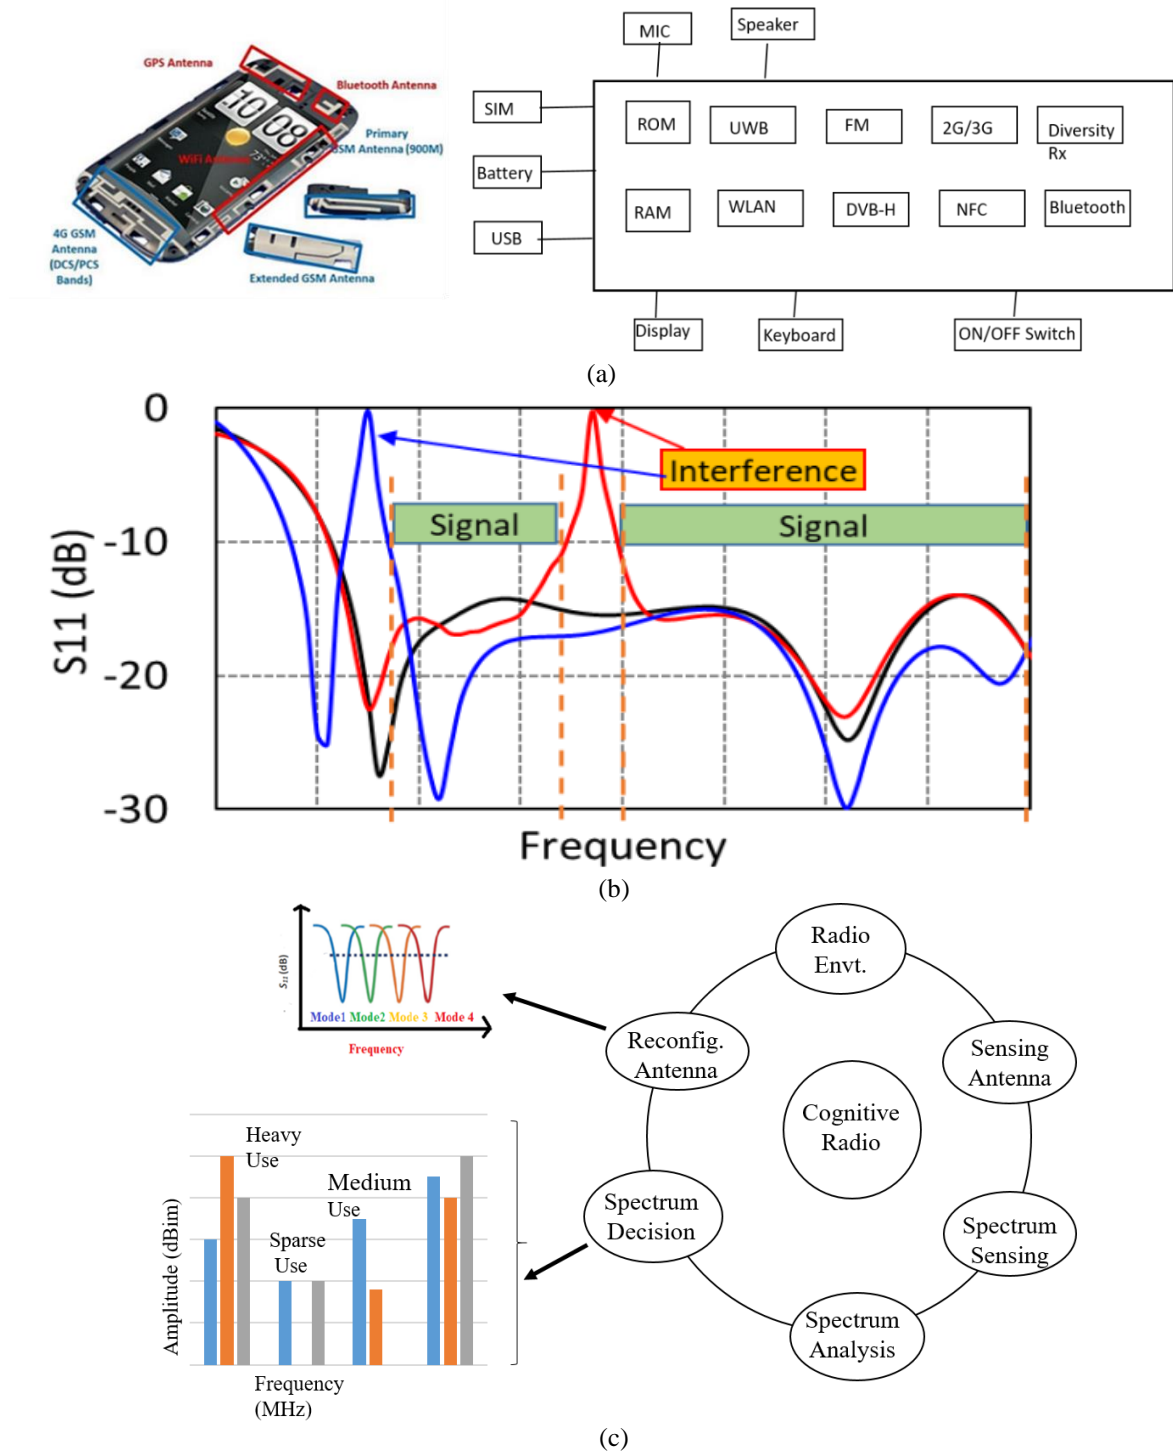 GPS Antenna
Bluetooth Antenna
Primary
GSM Antenna (900M)
10 08
73°
WiFi Antenna
4G GSM
Antenna
(DCS/PCS
Bands)
Extended GSM Antenna
MIC
Speaker
SIM
Battery
USB
ROM
UWB
FM
2G/3G
Diversity
Rx
RAM
WLAN
DVB-H
NFC
Bluetooth
Display
Keyboard
ON/OFF Switch
(a)
0
-10
-20
-30
S11 (dB)
Interference
Signal
Signal
Frequency
(b)
S11 (dB)
Mode1 Mode2 Mode 3 Mode 4
Frequency
Radio
Envt.
Reconfig.
Antenna
Sensing
Antenna
Cognitive
Radio
Spectrum
Decision
Spectrum
Sensing
Spectrum
Analysis
Heavy
Use
Medium
Use
Sparse
Use
Amplitude (dBim)
Frequency
(MHz)
(c)